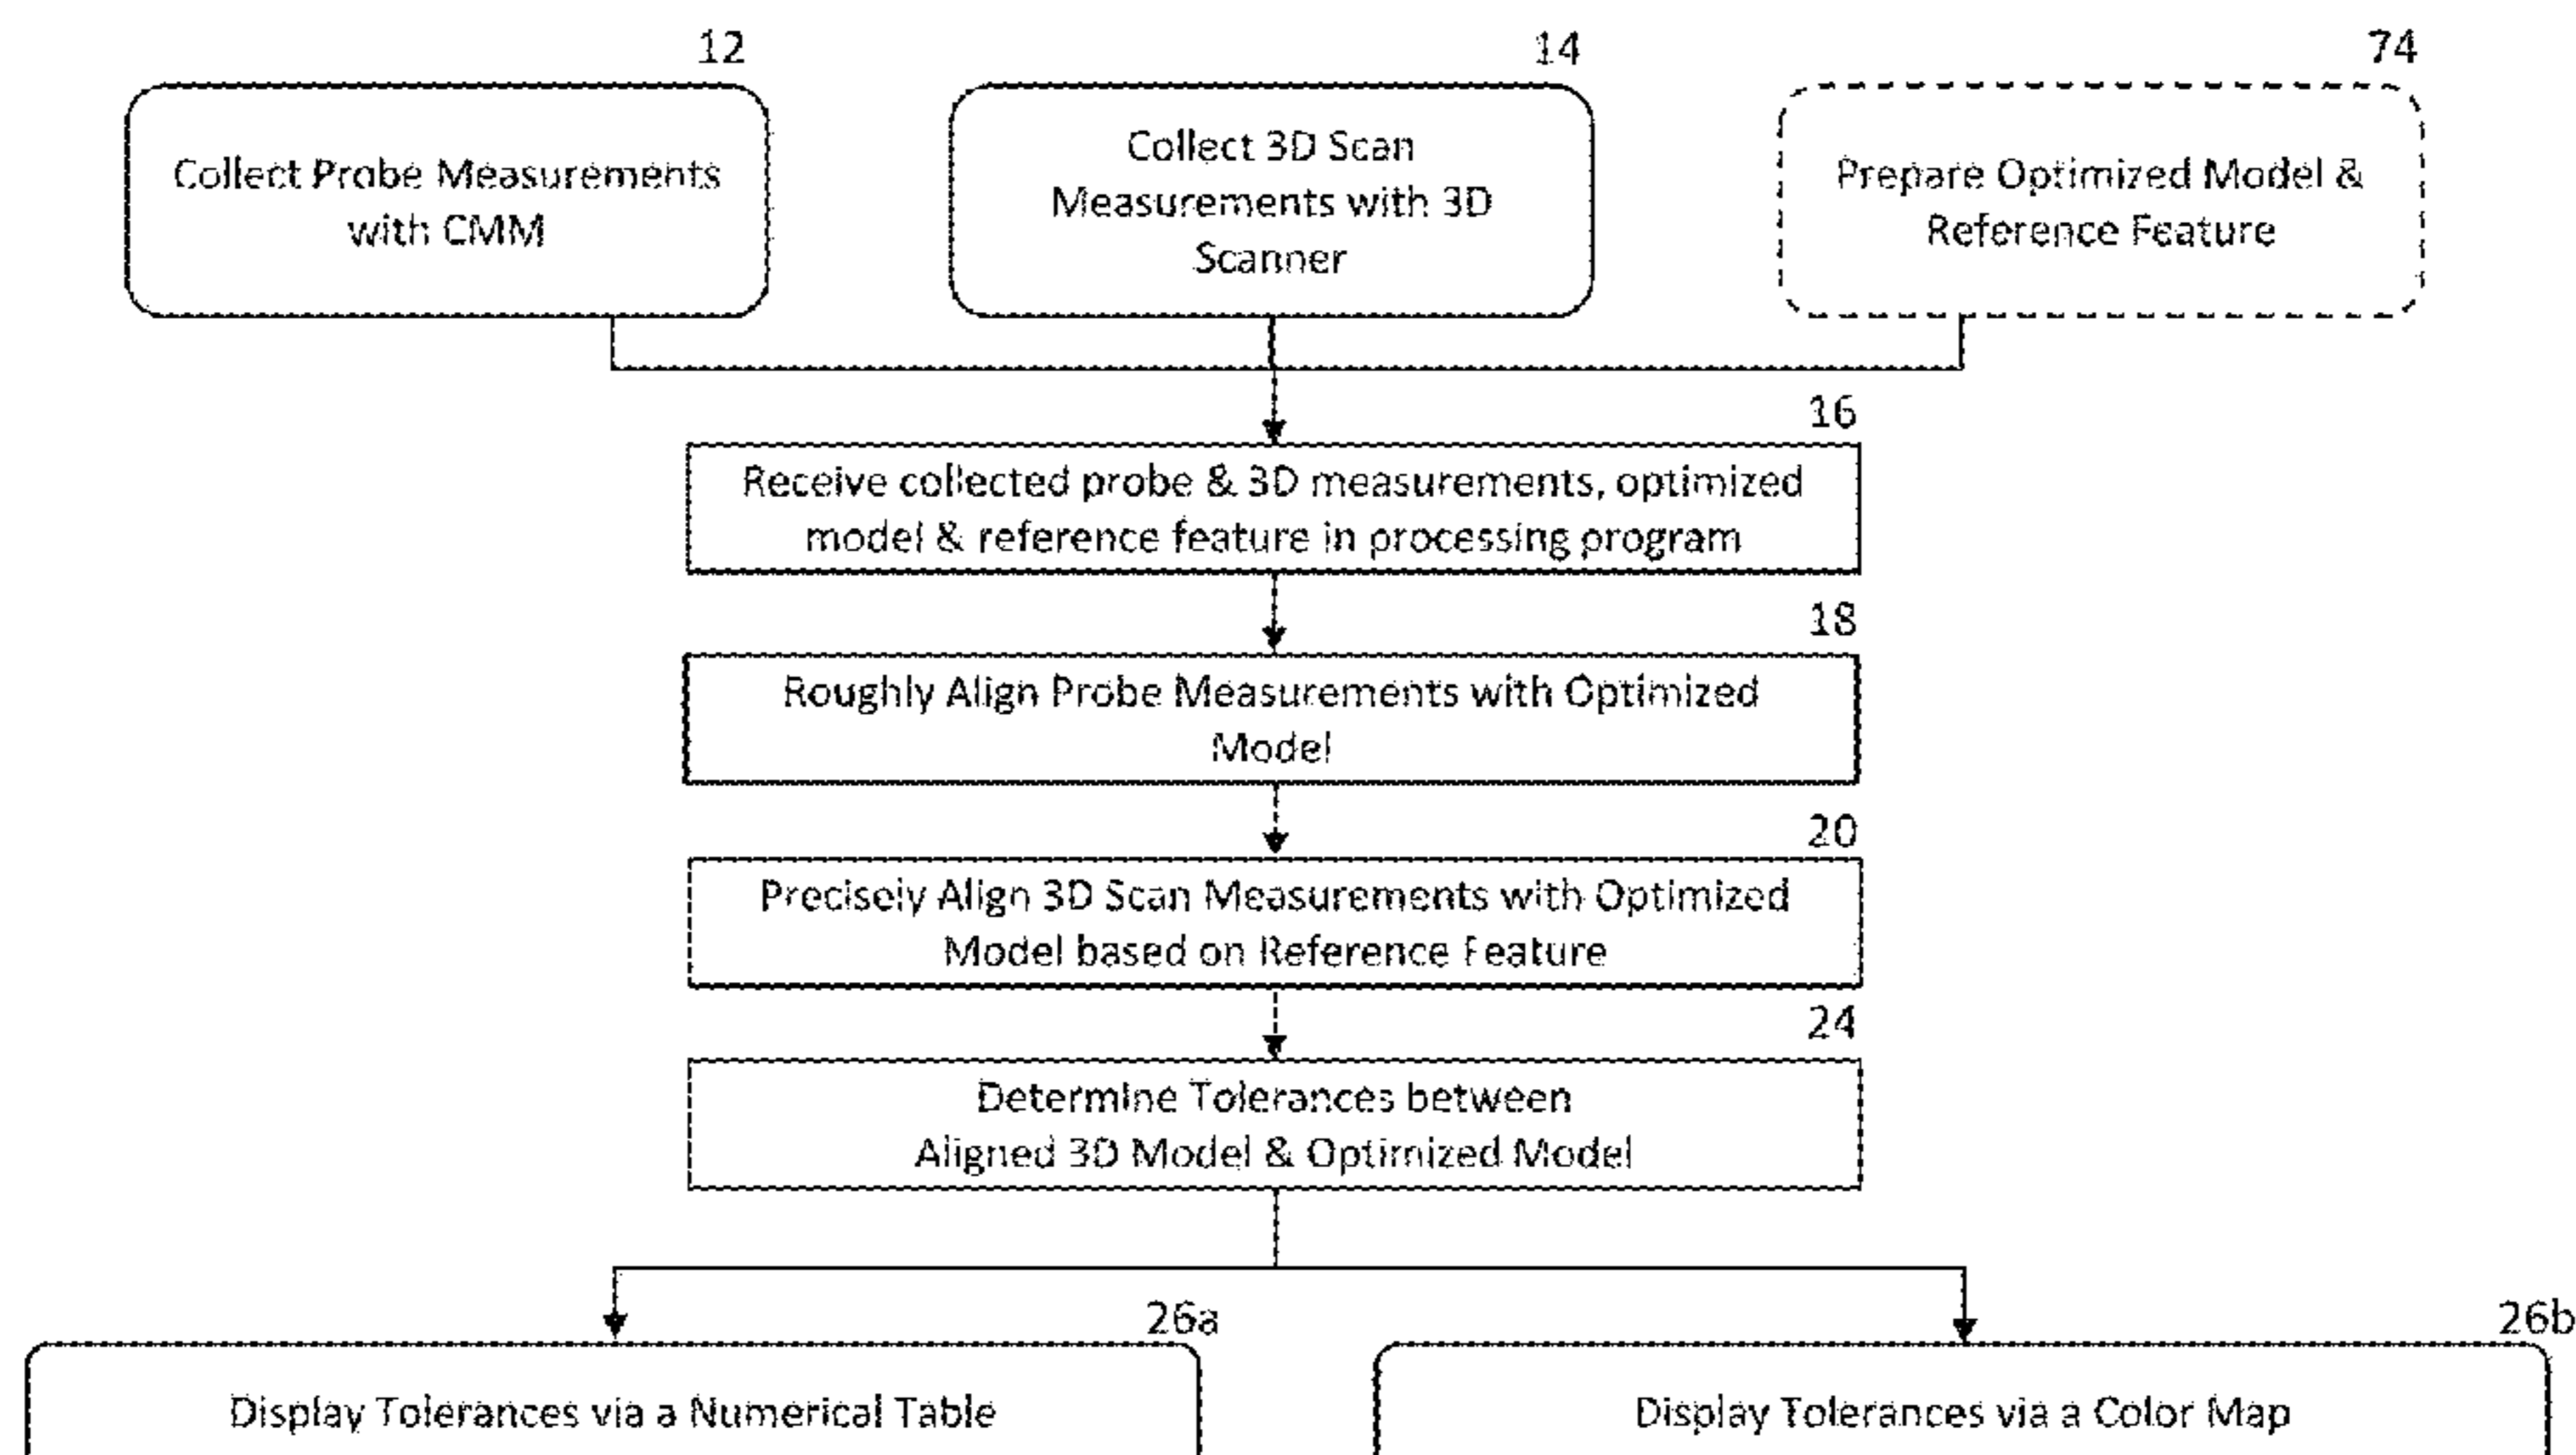 12
14
74
Collect Probe Measurements
with CMM
Collect 3D Scan
Measurements with 3D
Scanner
Prepare Optimized Model &
Reference Feature
16
Receive collected probe & 3D measurements, optimized
model & reference feature in processing program
18
Roughly Align Probe Measurements with Optimized
Model
20
Precisely Align 3D Scan Measurements with Optimized
Model based on Reference Feature
24
Determine Tolerances between
Aligned 3D Model & Optimized Model
26a
26b
Display Tolerances via a Numerical Table
Display Tolerances via a Color Map